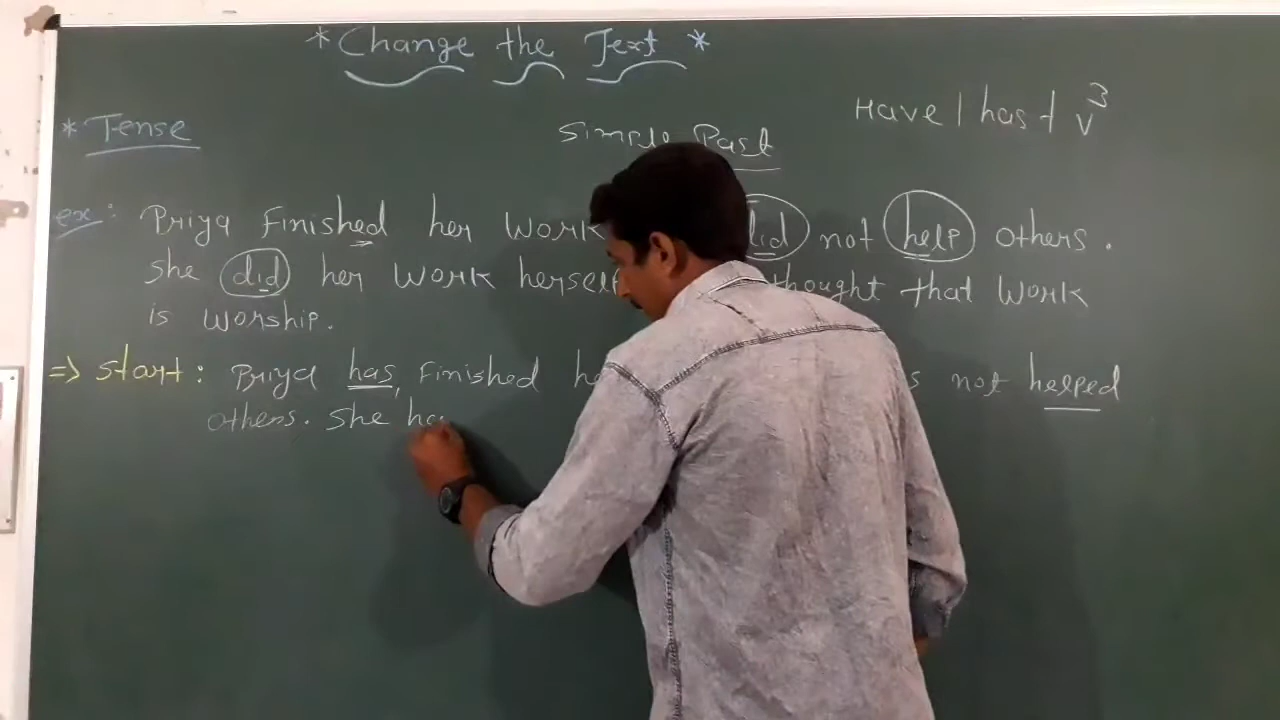 * Change the Text *
Have / has + V3
* Tense
Simple Past
ex: Priya Finished her Work did not help others.
she did her Work herself thought that Work
is Worship.
=> start: Priya has, Finished not helped
others. She ha